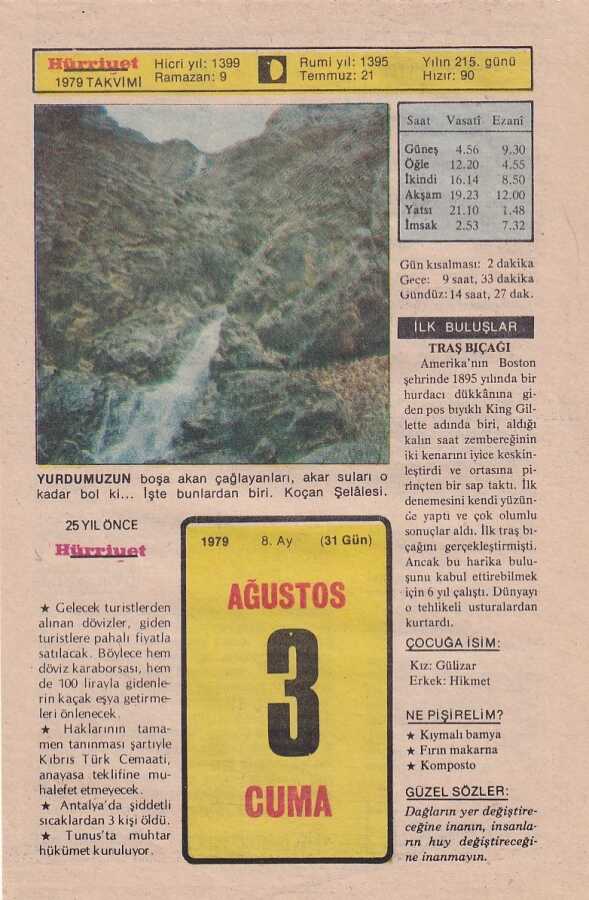 Hürriyet
1979 TAKVİMİ
Hicri yıl: 1399
Ramazan: 9
Rumi yıl: 1395
Temmuz: 21
Yılın 215. günü
Hızır: 90
Saat Vasatî Ezanî
Güneş 4.56 9.30
Öğle 12.20 4.55
İkindi 16.14 8.50
Akşam 19.23 12.00
Yatsı 21.10 1.48
İmsak 2.53 7.32
Gün kısalması: 2 dakika
Gece: 9 saat, 33 dakika
Gündüz: 14 saat, 27 dak.
YURDUMUZUN boşa akan çağlayanları, akar suları o
kadar bol ki... İşte bunlardan biri. Koçan Şelâlesi.
İLK BULUŞLAR
TRAŞ BIÇAĞI
Amerika'nın Boston
şehrinde 1895 yılında bir
hurdacı dükkânına gi-
den pos bıyıklı King Gil-
lette adında biri, aldığı
kalın saat zembereğinin
iki kenarını iyice keskin-
leştirdi ve ortasına pi-
rinçten bir sap taktı. İlk
denemesini kendi yüzün-
de yaptı ve çok olumlu
sonuçlar aldı. İlk traş bı-
çağını gerçekleştirmişti.
Ancak bu harika bulu-
şunu kabul ettirebilmek
için 6 yıl çalıştı. Dünyayı
o tehlikeli usturalardan
kurtardı.
ÇOCUĞA İSİM:
Kız: Gülizar
Erkek: Hikmet
NE PİŞİRELİM?
★ Kıymalı bamya
★ Fırın makarna
★ Komposto
GÜZEL SÖZLER:
Dağların yer değiştire-
ceğine inanın, insanla-
rın huy değiştireceği-
ne inanmayın.
25 YIL ÖNCE
Hürriyet
★ Gelecek turistlerden
alınan dövizler, giden
turistlere pahalı fiyatla
satılacak. Böylece hem
döviz karaborsası, hem
de 100 lirayla gidenle-
rin kaçak eşya getirme-
leri önlenecek.
★ Haklarının tama-
men tanınması şartiyle
Kıbrıs Türk Cemaati,
anayasa teklifine mu-
halefet etmeyecek.
★ Antalya'da şiddetli
sıcaklardan 3 kişi öldü.
★ Tunus'ta muhtar
hükümet kuruluyor.
1979 8. Ay (31 Gün)
AĞUSTOS
3
CUMA